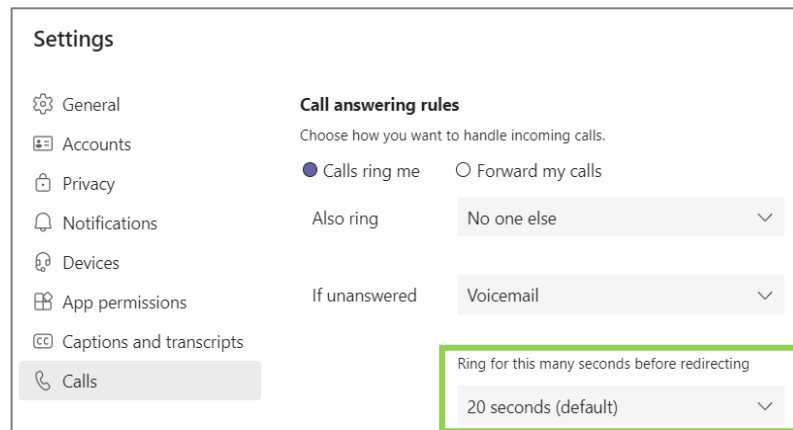 Settings
General
Accounts
Privacy
Notifications
Devices
App permissions
CC Captions and transcripts
Calls
Call answering rules
Choose how you want to handle incoming calls.
Calls ring me Forward my calls
Also ring No one else
If unanswered Voicemail
Ring for this many seconds before redirecting
20 seconds (default)